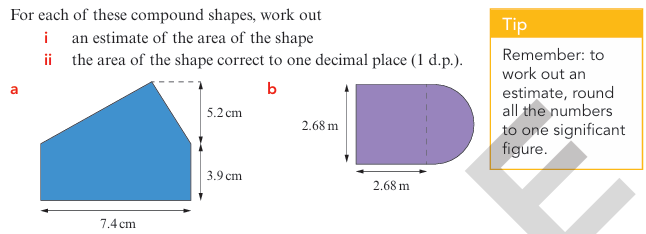 For each of these compound shapes, work out
i an estimate of the area of the shape
ii the area of the shape correct to one decimal place (1 d.p.).
Tip
Remember: to
work out an
estimate, round
all the numbers
to one significant
figure.
a
5.2 cm
3.9 cm
7.4 cm
b
2.68 m
2.68 m
E